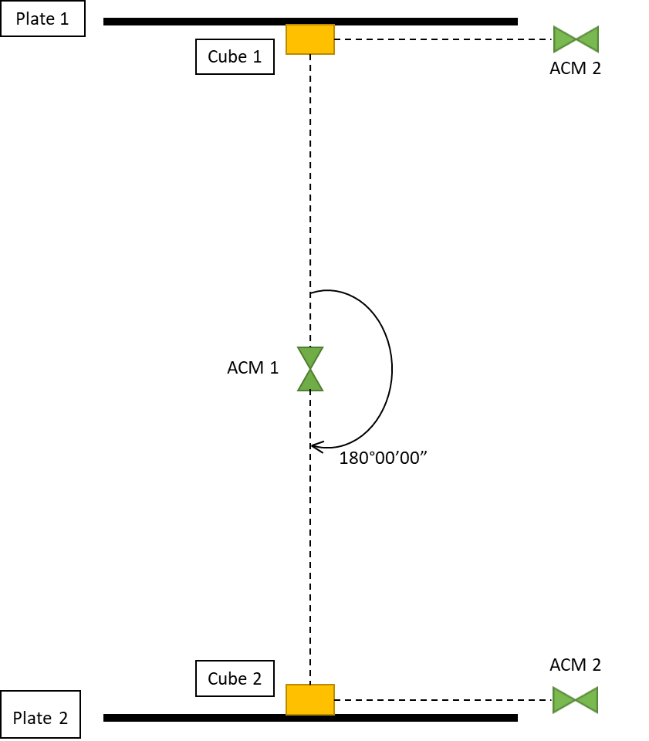 Plate 1
Cube 1
ACM 2
ACM 1
180°00’00”
ACM 2
Cube 2
Plate 2